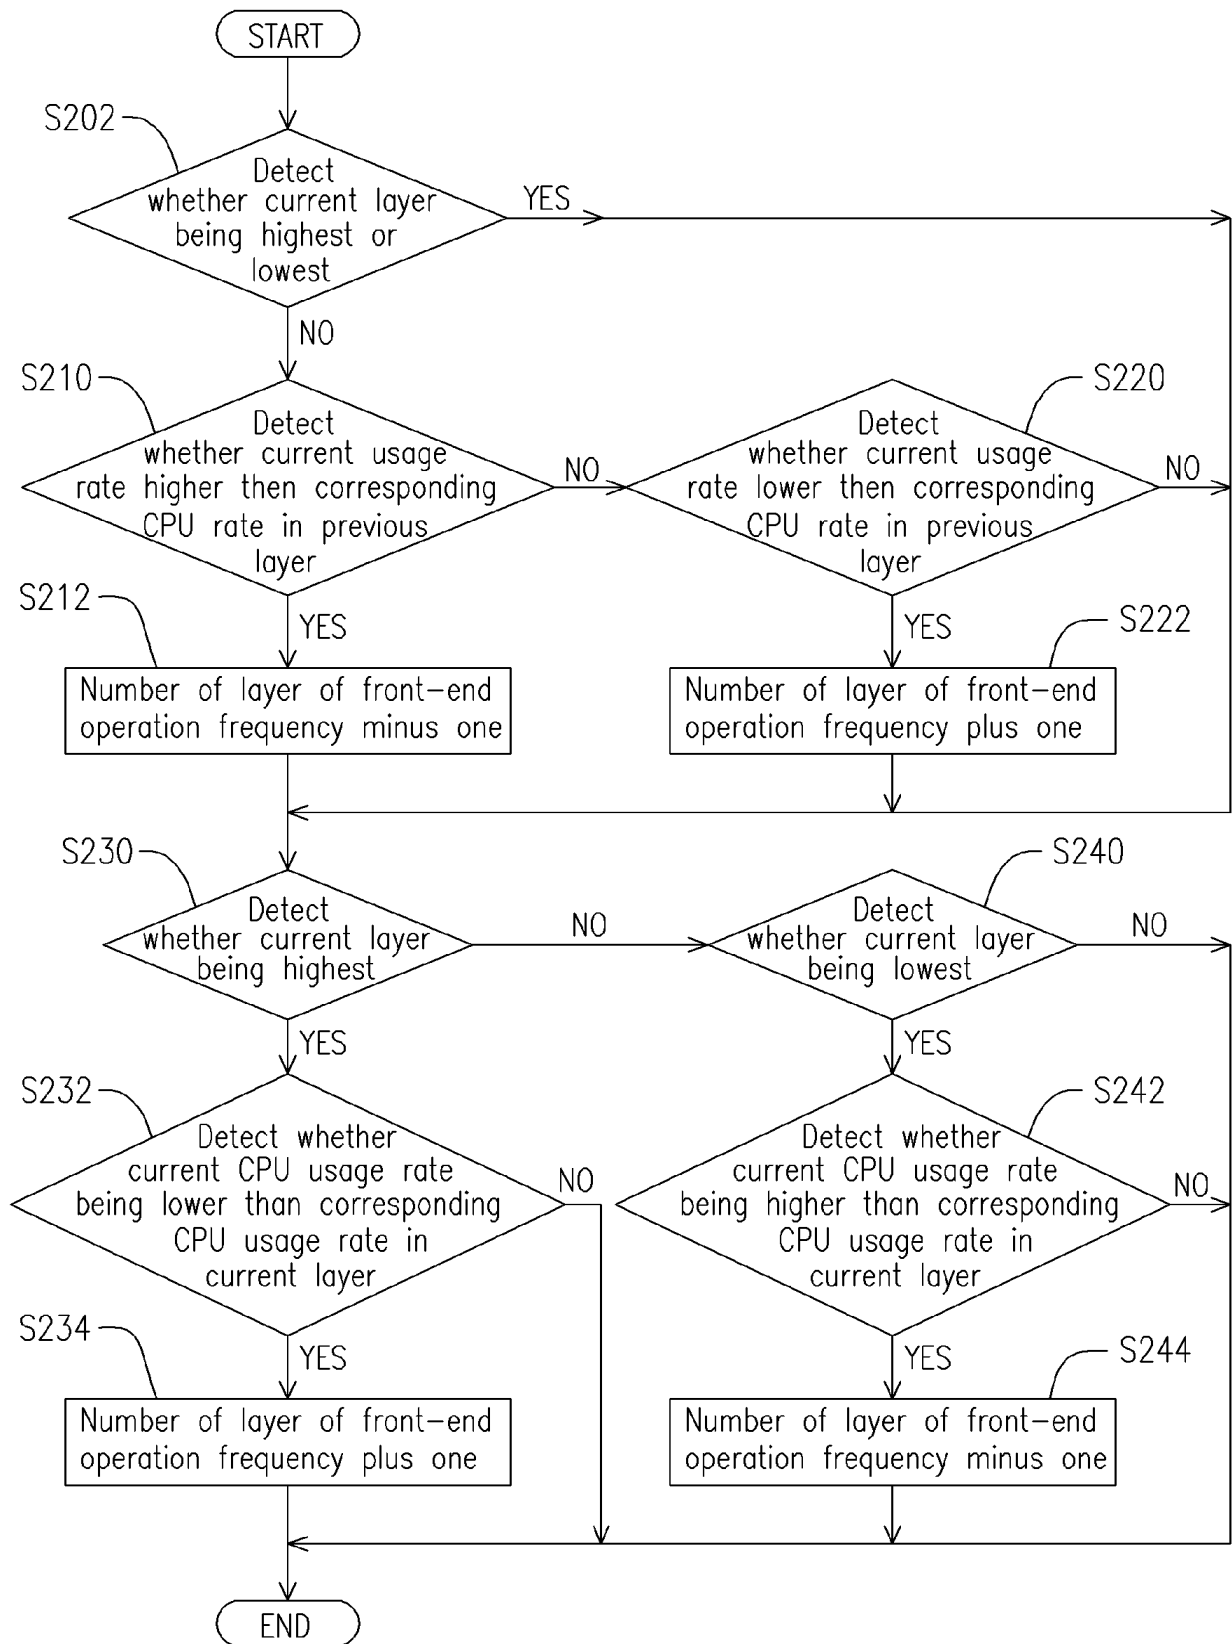 START
S202
Detect
whether current layer
being highest or
lowest
YES
NO
S210
Detect
whether current usage
rate higher then corresponding
CPU rate in previous
layer
NO
S220
Detect
whether current usage
rate lower then corresponding
CPU rate in previous
layer
NO
S212
YES
Number of layer of front-end
operation frequency minus one
YES
S222
Number of layer of front-end
operation frequency plus one
S230
Detect
whether current layer
being highest
NO
S240
Detect
whether current layer
being lowest
NO
YES
S232
Detect whether
current CPU usage rate
being lower than corresponding
CPU usage rate in
current layer
NO
YES
S242
Detect whether
current CPU usage rate
being higher than corresponding
CPU usage rate in
current layer
NO
S234
YES
Number of layer of front-end
operation frequency plus one
YES
S244
Number of layer of front-end
operation frequency minus one
END